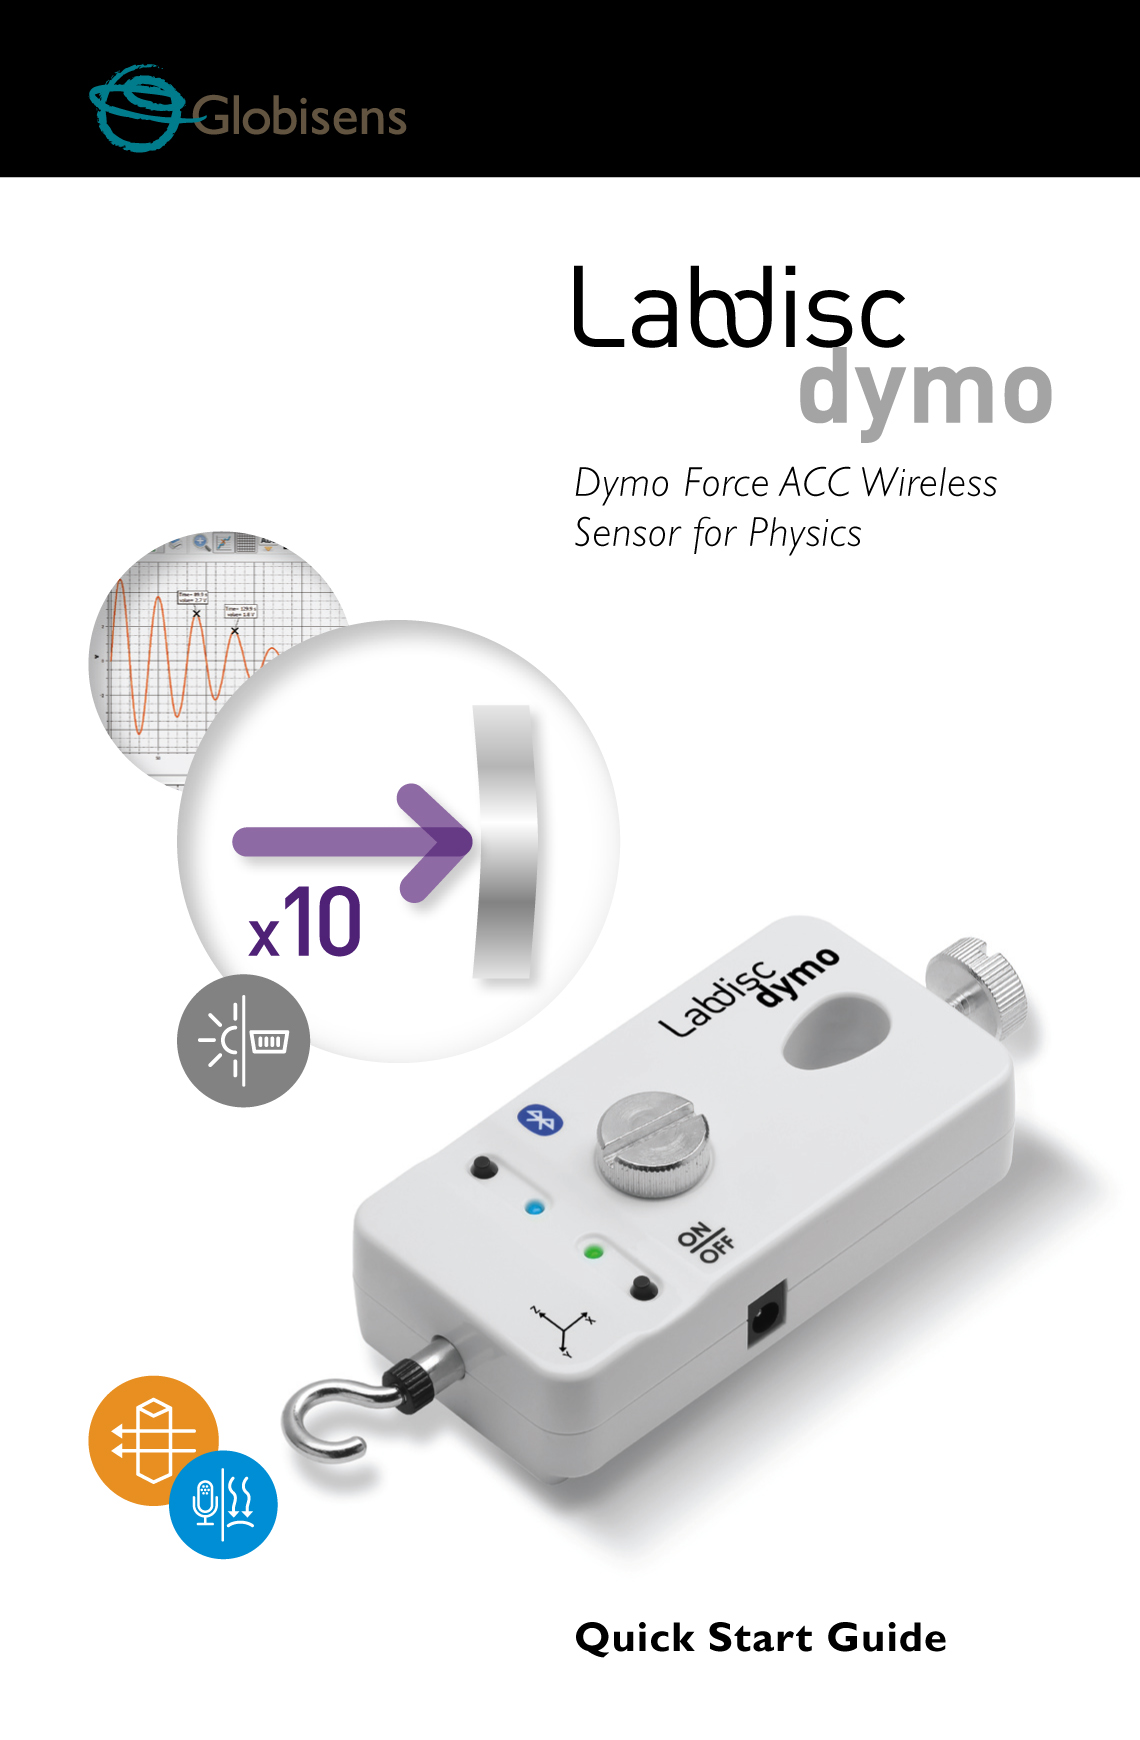 Globisens
Labdisc
dymo
Dymo Force ACC Wireless
Sensor for Physics
x10
Labdisc
dymo
ON
OFF
Z
X
Y
Quick Start Guide